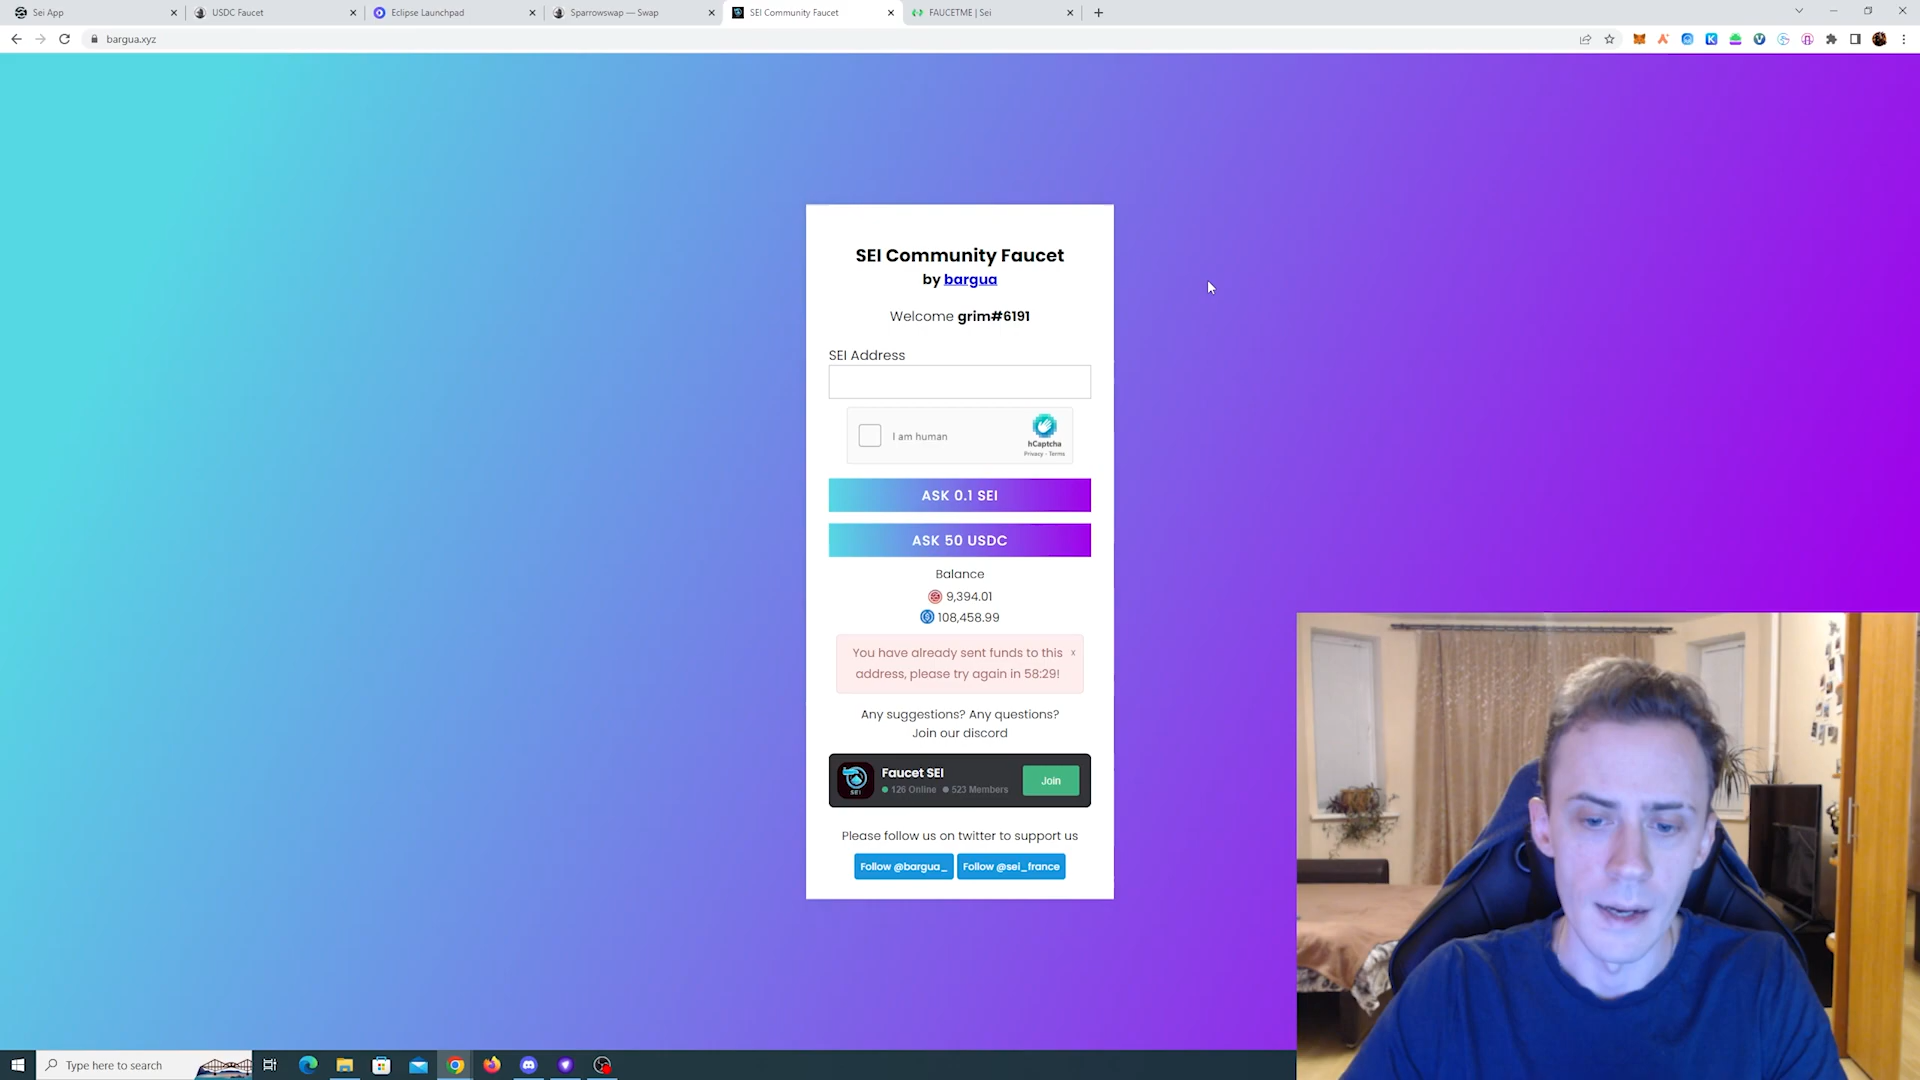 Sei App
USDC Faucet
Eclipse Launchpad
Sparrowswap — Swap
SEI Community Faucet
FAUCETME | Sei
bargua.xyz
SEI Community Faucet
by bargua
Welcome grim#6191
SEI Address
I am human
hCaptcha
Privacy - Terms
ASK 0.1 SEI
ASK 50 USDC
Balance
9,394.01
108,458.99
You have already sent funds to this x
address, please try again in 58:29!
Any suggestions? Any questions?
Join our discord
Faucet SEI
126 Online 523 Members
Join
SEI
Please follow us on twitter to support us
Follow @bargua_ Follow @sei_france
Type here to search